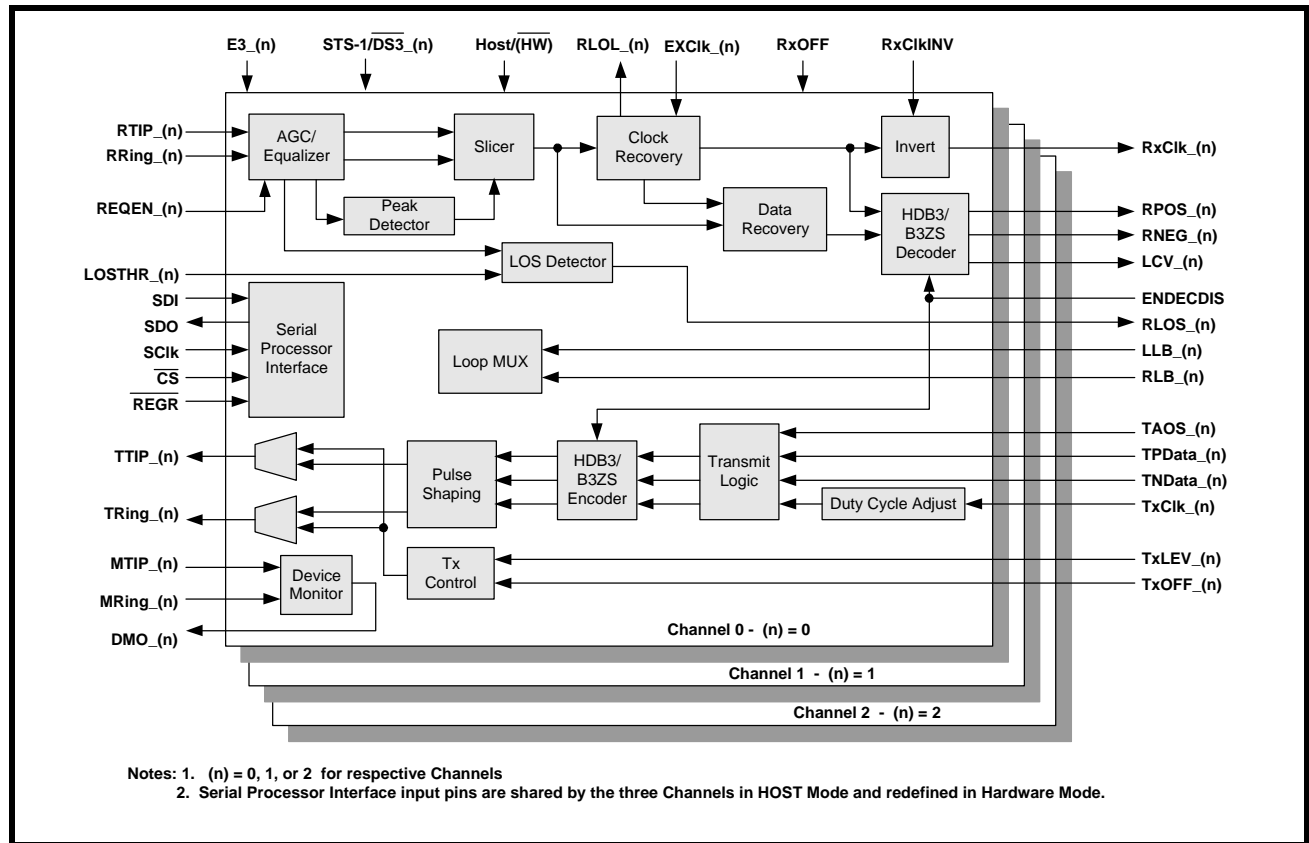 E3_(n)
STS-1/DS3_(n)
Host/(HW)
RLOL_(n)
EXClk_(n)
RxOFF
RxClkINV
RTIP_(n)
RRing_(n)
REQEN_(n)
LOSTHR_(n)
SDI
SDO
SClk
CS
REGR
TTIP_(n)
TRing_(n)
MTIP_(n)
MRing_(n)
DMO_(n)
AGC/
Equalizer
Slicer
Clock
Recovery
Invert
Peak
Detector
Data
Recovery
HDB3/
B3ZS
Decoder
LOS Detector
Serial
Processor
Interface
Loop MUX
Pulse
Shaping
HDB3/
B3ZS
Encoder
Transmit
Logic
Duty Cycle Adjust
Tx
Control
Device
Monitor
RxClk_(n)
RPOS_(n)
RNEG_(n)
LCV_(n)
ENDECDIS
RLOS_(n)
LLB_(n)
RLB_(n)
TAOS_(n)
TPData_(n)
TNData_(n)
TxClk_(n)
TxLEV_(n)
TxOFF_(n)
Channel 0 - (n) = 0
Channel 1 - (n) = 1
Channel 2 - (n) = 2
Notes: 1. (n) = 0, 1, or 2 for respective Channels
2. Serial Processor Interface input pins are shared by the three Channels in HOST Mode and redefined in Hardware Mode.